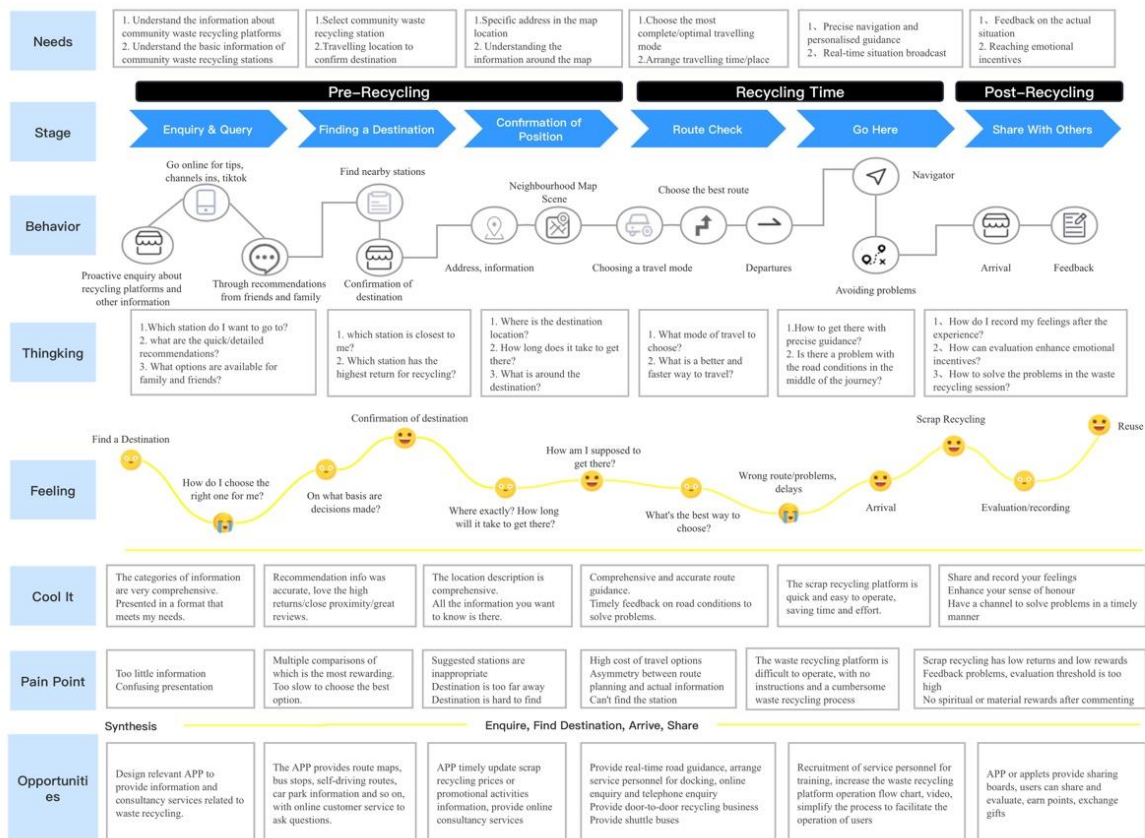 Needs
1. Understand the information about
community waste recycling platforms
2. Understand the basic information of
community waste recycling stations
1.Select community waste
recycling station
2.Travelling location to
confirm destination
1.Specific address in the map
location
2. Understanding the
information around the map
1.Choose the most
complete/optimal travelling
mode
2.Arrange travelling time/place
1、 Precise navigation and
personalised guidance
2、 Real-time situation broadcast
1、 Feedback on the actual
situation
2. Reaching emotional
incentives
Pre-Recycling
Recycling Time
Post-Recycling
Stage
Enquiry & Query
Finding a Destination
Confirmation of
Position
Route Check
Go Here
Share With Others
Behavior
Go online for tips,
channels ins, tiktok
Find nearby stations
Neighbourhood Map
Scene
Choose the best route
Navigator
Proactive enquiry about
recycling platforms and
other information
Through recommendations
from friends and family
Confirmation of
destination
Address, information
Choosing a travel mode
Departures
Avoiding problems
Arrival
Feedback
Thingking
1.Which station do I want to go to?
2. what are the quick/detailed
recommendations?
3. What options are available for
family and friends?
1. which station is closest to
me?
2. Which station has the
highest return for recycling?
1. Where is the destination
location?
2. How long does it take to get
there?
3. What is around the
destination?
1. What mode of travel to
choose?
2. What is a better and
faster way to travel?
1.How to get there with
precise guidance?
2. Is there a problem with
the road conditions in the
middle of the journey?
1、 How do I record my feelings after the
experience?
2、 How can evaluation enhance emotional
incentives?
3、 How to solve the problems in the waste
recycling session?
Feeling
Find a Destination
How do I choose the
right one for me?
On what basis are
decisions made?
Confirmation of destination
Where exactly? How long
will it take to get there?
How am I supposed to
get there?
What's the best way to
choose?
Wrong route/problems,
delays
Arrival
Scrap Recycling
Evaluation/recording
Reuse
Cool It
The categories of information
are very comprehensive.
Presented in a format that
meets my needs.
Recommendation info was
accurate, love the high
returns/close proximity/great
reviews.
The location description is
comprehensive.
All the information you want
to know is there.
Comprehensive and accurate route
guidance.
Timely feedback on road conditions to
solve problems.
The scrap recycling platform is
quick and easy to operate,
saving time and effort.
Share and record your feelings
Enhance your sense of honour
Have a channel to solve problems in a timely
manner
Pain Point
Too little information
Confusing presentation
Multiple comparisons of
which is the most rewarding.
Too slow to choose the best
option.
Suggested stations are
inappropriate
Destination is too far away
Destination is hard to find
High cost of travel options
Asymmetry between route
planning and actual information
Can't find the station
The waste recycling platform is
difficult to operate, with no
instructions and a cumbersome
waste recycling process
Scrap recycling has low returns and low rewards
Feedback problems, evaluation threshold is too
high
No spiritual or material rewards after commenting
Synthesis
Enquire, Find Destination, Arrive, Share
Opportuniti
es
Design relevant APP to
provide information and
consultancy services related to
waste recycling.
The APP provides route maps,
bus stops, self-driving routes,
car park information and so on,
with online customer service to
ask questions.
APP timely update scrap
recycling prices or
promotional activities
information, provide online
consultancy services
Provide real-time road guidance, arrange
service personnel for docking, online
enquiry and telephone enquiry
Provide door-to-door recycling business
Provide shuttle buses
Recruitment of service personnel for
training, increase the waste recycling
platform operation flow chart, video,
simplify the process to facilitate the
operation of users
APP or applets provide sharing
boards, users can share and
evaluate, earn points, exchange
gifts